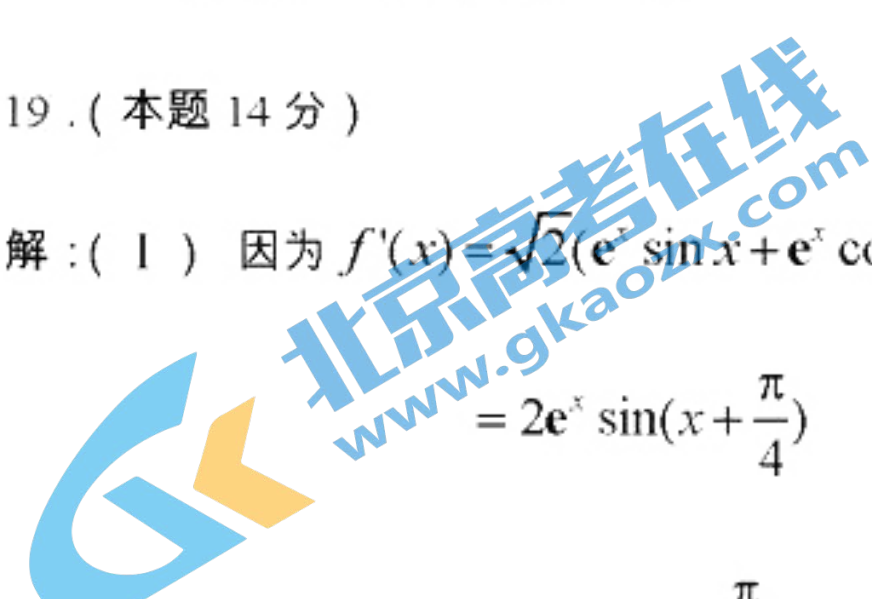 19 .( 本题 14 分 )
解 :( Ⅰ ) 因为 f '(x) = √2(eˣ sin x + eˣ co
= 2eˣ sin(x + π/4)
π
北京高考在线
www.gkaozx.com